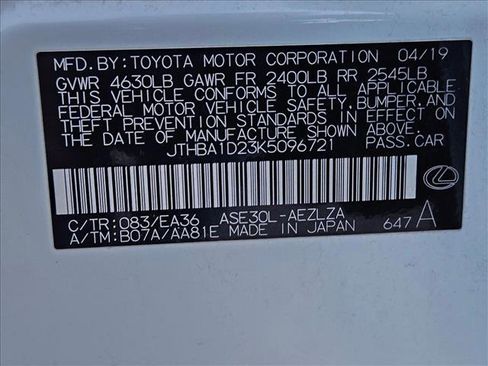 MFD.BY: TOYOTA MOTOR CORPORATION 04/19
GVWR 4630LB GAWR FR 2400LB RR 2545LB
THIS VEHICLE CONFORMS TO ALL APPLICABLE
FEDERAL MOTOR VEHICLE SAFETY, BUMPER, AND
THEFT PREVENTION STANDARDS IN EFFECT ON
THE DATE OF MANUFACTURE SHOWN ABOVE.
JTHBA1D23K5096721 PASS.CAR
C/TR: 083/EA36 ASE30L-AEZLZA
A/TM: B07A/AA81E MADE IN JAPAN 647 A